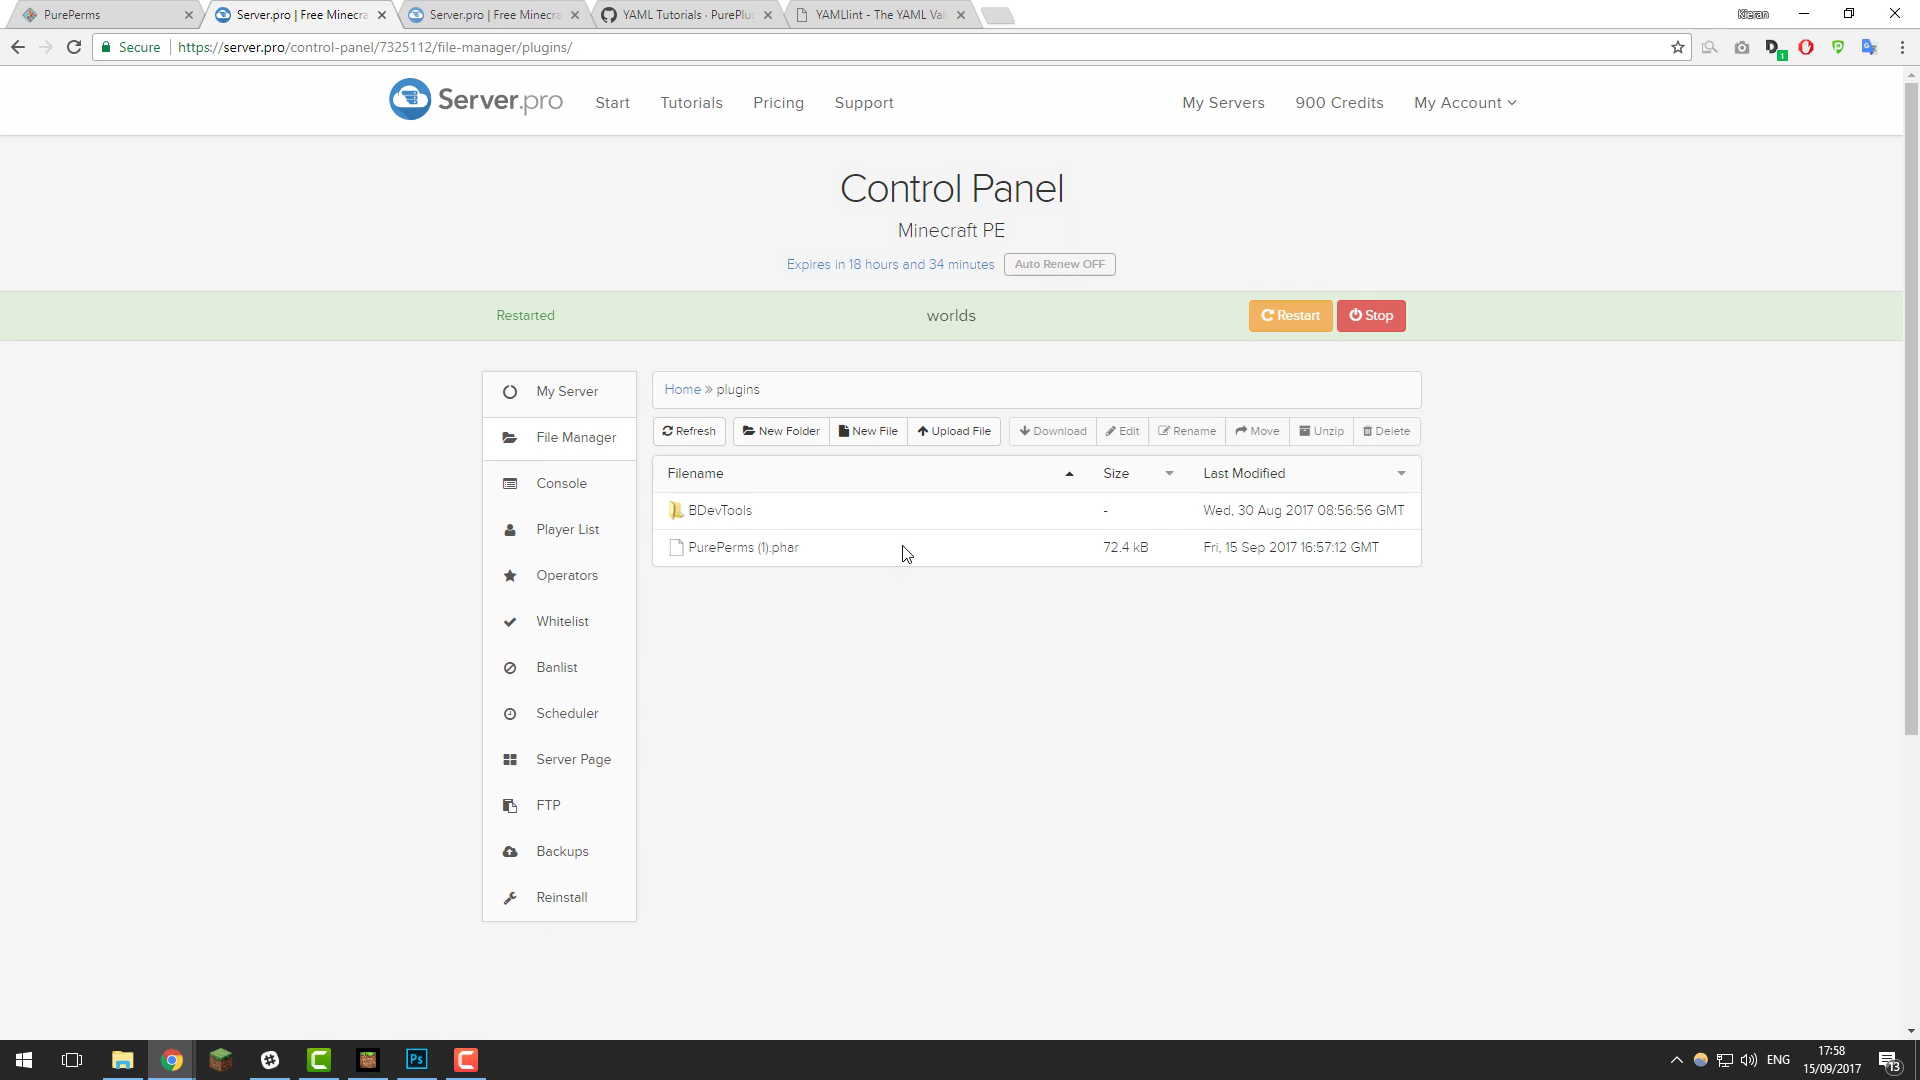 PurePerms
Server.pro | Free Minecra
Server.pro | Free Minecra
YAML Tutorials · PurePlug
YAMLlint - The YAML Vali
Kieran
Secure
https://server.pro/control-panel/7325112/file-manager/plugins/
1
Server.pro
Start
Tutorials
Pricing
Support
My Servers
900 Credits
My Account
Control Panel
Minecraft PE
Expires in 18 hours and 34 minutes
Auto Renew OFF
Restarted
worlds
Restart
Stop
My Server
File Manager
Console
Player List
Operators
Whitelist
Banlist
Scheduler
Server Page
FTP
Backups
Reinstall
Home » plugins
Refresh
New Folder
New File
Upload File
Download
Edit
Rename
Move
Unzip
Delete
Filename
Size
Last Modified
BDevTools
-
Wed, 30 Aug 2017 08:56:56 GMT
PurePerms (1).phar
72.4 kB
Fri, 15 Sep 2017 16:57:12 GMT
Ps
ENG
17:58
15/09/2017
13